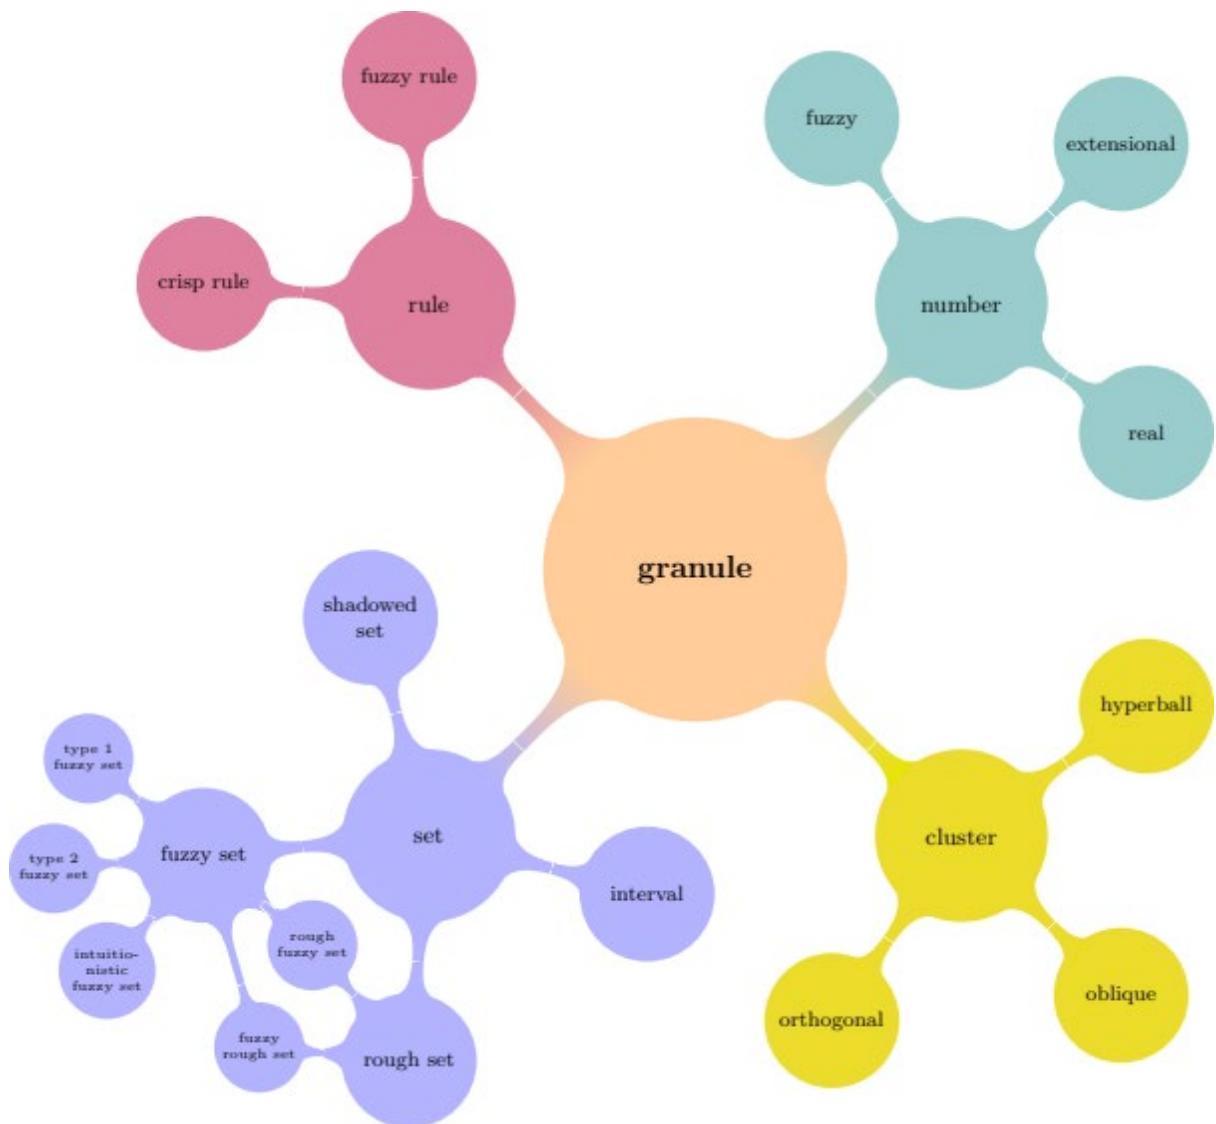 fuzzy rule
crisp rule
rule
fuzzy
extensional
number
real
granule
shadowed
set
type 1
fuzzy set
type 2
fuzzy set
intuitio-
nistic
fuzzy set
fuzzy set
set
interval
rough
fuzzy set
fuzzy
rough set
rough set
hyperball
cluster
oblique
orthogonal